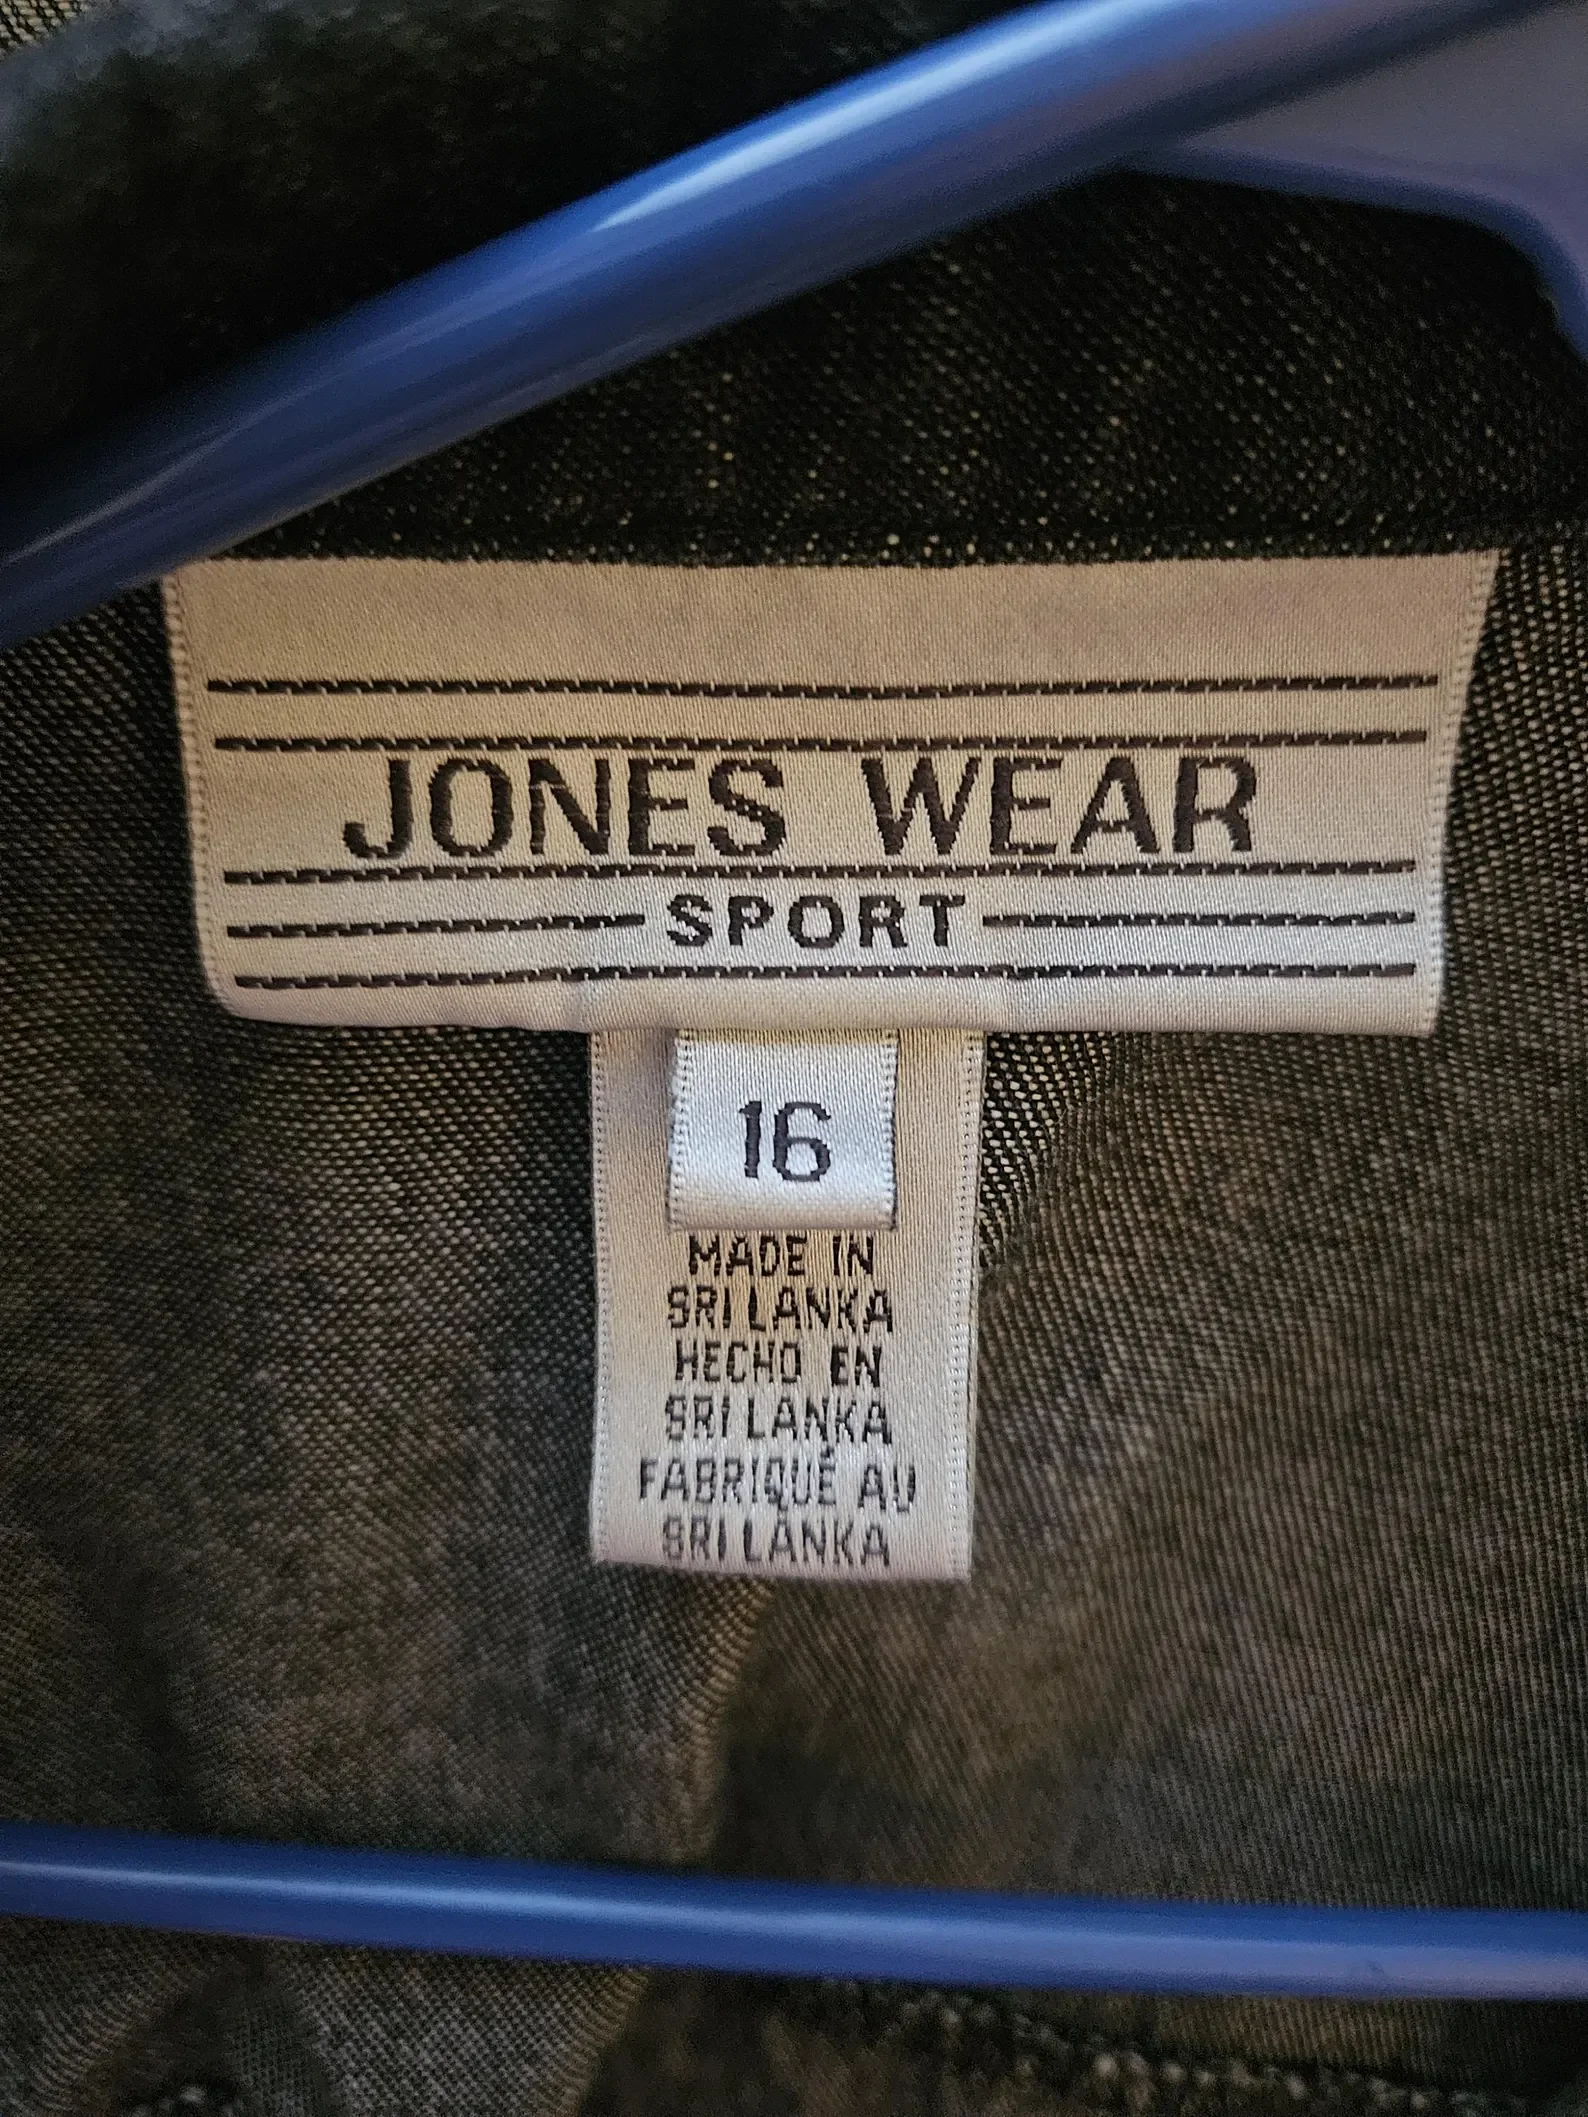 JONES WEAR
SPORT
16
MADE IN
SRI LANKA
HECHO EN
SRI LANKA
FABRIQUÉ AU
SRI LANKA